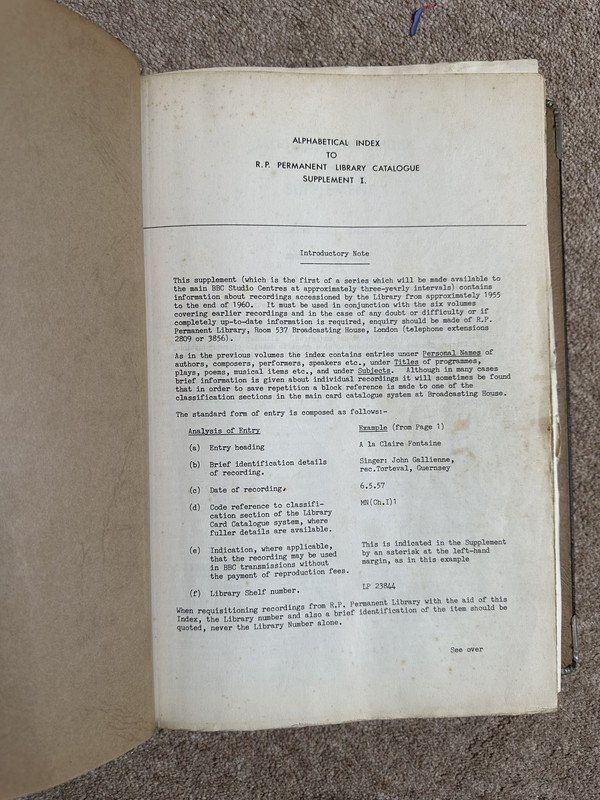 ALPHABETICAL INDEX
TO
R.P. PERMANENT LIBRARY CATALOGUE
SUPPLEMENT I.
Introductory Note
This supplement (which is the first of a series which will be made available to
the main BBC Studio Centres at approximately three-yearly intervals) contains
information about recordings accessioned by the Library from approximately 1955
to the end of 1960. It must be used in conjunction with the six volumes
covering earlier recordings and in the case of any doubt or difficulty or if
completely up-to-date information is required, enquiry should be made of R.P.
Permanent Library, Room 537 Broadcasting House, London (telephone extensions
2809 or 3856).
As in the previous volumes the index contains entries under Personal Names of
authors, composers, performers, speakers etc., under Titles of programmes,
plays, poems, musical items etc., and under Subjects. Although in many cases
brief information is given about individual recordings it will sometimes be found
that in order to save repetition a block reference is made to one of the
classification sections in the main card catalogue system at Broadcasting House.
The standard form of entry is composed as follows:-
Analysis of Entry
Example (from Page 1)
(a) Entry heading
A la Claire Fontaine
(b) Brief identification details
of recording.
Singer: John Gallienne,
rec.Torteval, Guernsey
(c) Date of recording.
6.5.57
(d) Code reference to classifi-
cation section of the Library
Card Catalogue system, where
fuller details are available.
MN(Ch.I)1
(e) Indication, where applicable,
that the recording may be used
in BBC transmissions without
the payment of reproduction fees.
This is indicated in the Supplement
by an asterisk at the left-hand
margin, as in this example
(f) Library Shelf number.
LP 23844
When requisitioning recordings from R.P. Permanent Library with the aid of this
Index, the Library number and also a brief identification of the item should be
quoted, never the Library Number alone.
See over